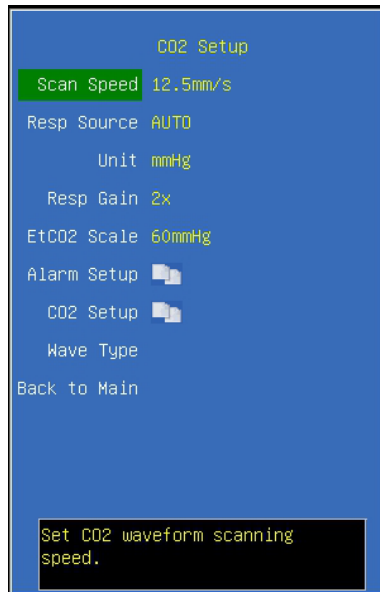 CO2 Setup
Scan Speed 12.5mm/s
Resp Source AUTO
Unit mmHg
Resp Gain 2x
EtCO2 Scale 60mmHg
Alarm Setup
CO2 Setup
Wave Type
Back to Main
Set CO2 waveform scanning
speed.